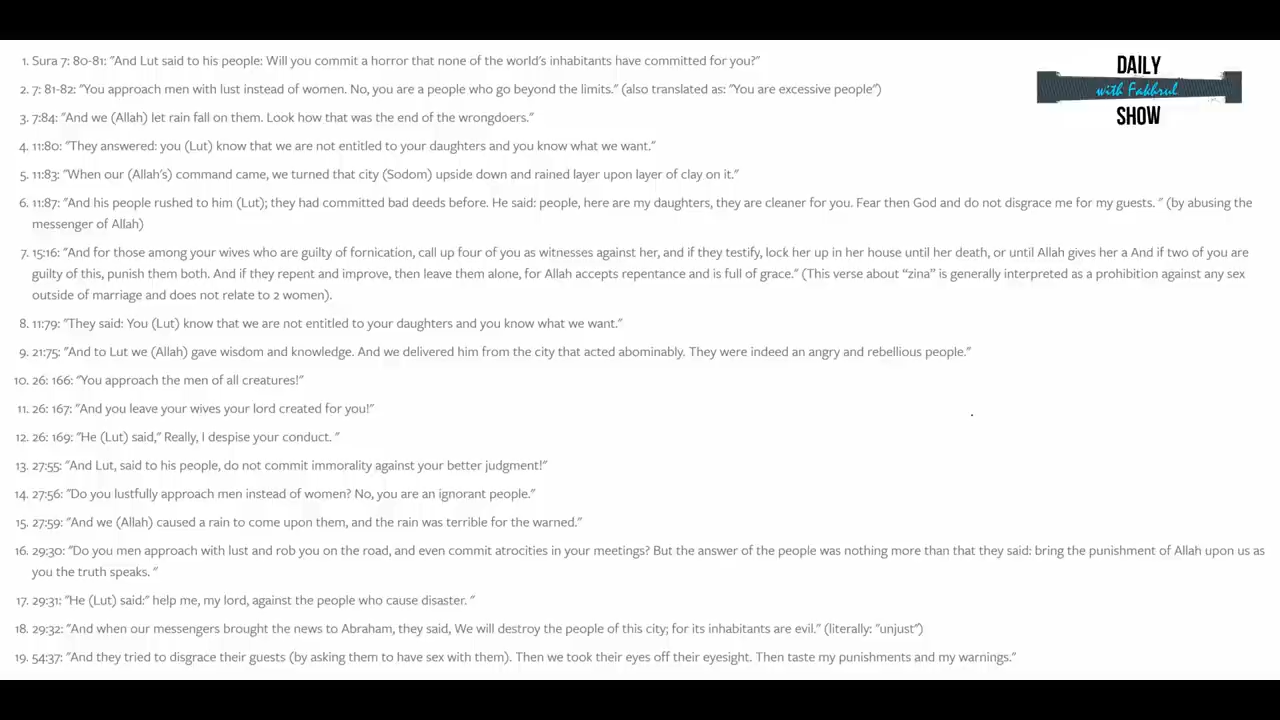 1. Sura 7: 80-81: "And Lut said to his people: Will you commit a horror that none of the world's inhabitants have committed for you?"
2. 7: 81-82: "You approach men with lust instead of women. No, you are a people who go beyond the limits." (also translated as: "You are excessive people")
3. 7:84: "And we (Allah) let rain fall on them. Look how that was the end of the wrongdoers."
4. 11:80: "They answered: you (Lut) know that we are not entitled to your daughters and you know what we want."
5. 11:83: "When our (Allah's) command came, we turned that city (Sodom) upside down and rained layer upon layer of clay on it."
6. 11:87: "And his people rushed to him (Lut); they had committed bad deeds before. He said: people, here are my daughters, they are cleaner for you. Fear then God and do not disgrace me for my guests. " (by abusing the
messenger of Allah)
7. 15:16: "And for those among your wives who are guilty of fornication, call up four of you as witnesses against her, and if they testify, lock her up in her house until her death, or until Allah gives her a And if two of you are
guilty of this, punish them both. And if they repent and improve, then leave them alone, for Allah accepts repentance and is full of grace." (This verse about “zina” is generally interpreted as a prohibition against any sex
outside of marriage and does not relate to 2 women).
8. 11:79: "They said: You (Lut) know that we are not entitled to your daughters and you know what we want."
9. 21:75: "And to Lut we (Allah) gave wisdom and knowledge. And we delivered him from the city that acted abominably. They were indeed an angry and rebellious people."
10. 26: 166: "You approach the men of all creatures!"
11. 26: 167: "And you leave your wives your lord created for you!"
12. 26: 169: "He (Lut) said," Really, I despise your conduct. "
13. 27:55: "And Lut, said to his people, do not commit immorality against your better judgment!"
14. 27:56: "Do you lustfully approach men instead of women? No, you are an ignorant people."
15. 27:59: "And we (Allah) caused a rain to come upon them, and the rain was terrible for the warned."
16. 29:30: "Do you men approach with lust and rob you on the road, and even commit atrocities in your meetings? But the answer of the people was nothing more than that they said: bring the punishment of Allah upon us as
you the truth speaks. "
17. 29:31: "He (Lut) said:" help me, my lord, against the people who cause disaster. "
18. 29:32: "And when our messengers brought the news to Abraham, they said, We will destroy the people of this city; for its inhabitants are evil." (literally: "unjust")
19. 54:37: "And they tried to disgrace their guests (by asking them to have sex with them). Then we took their eyes off their eyesight. Then taste my punishments and my warnings."
DAILY
with Fakhrul
SHOW